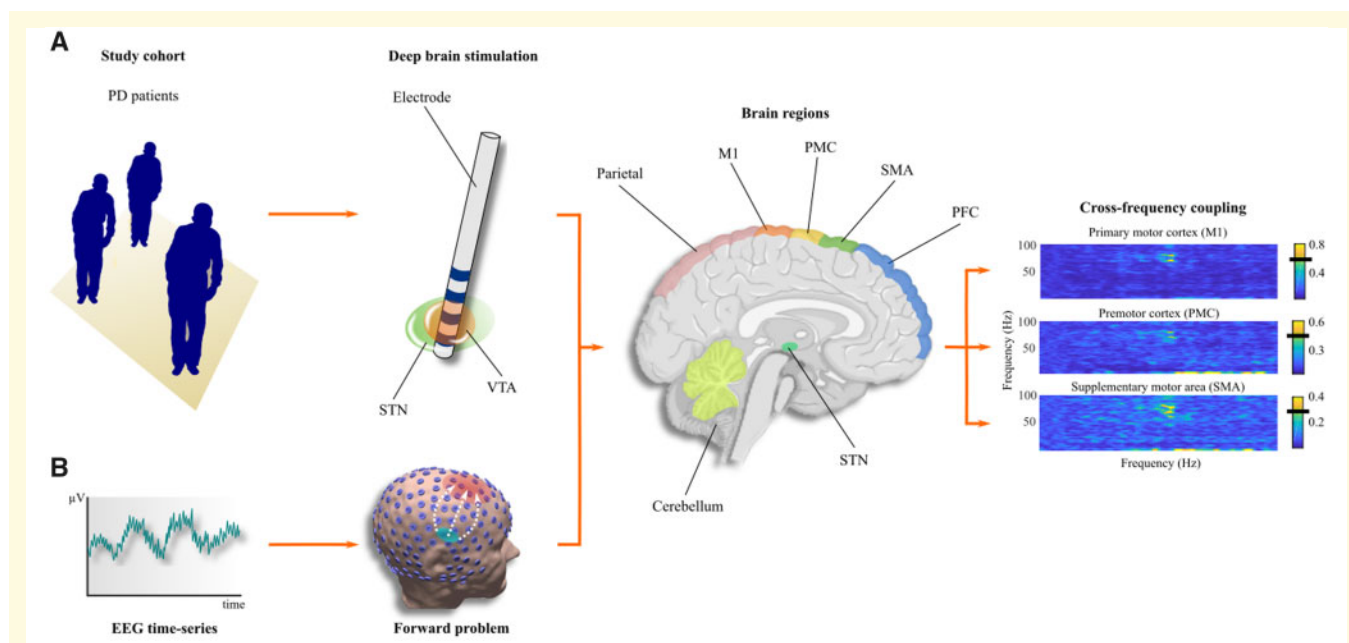 A
Study cohort
PD patients
Deep brain stimulation
Electrode
STN
VTA
Brain regions
Parietal
M1
PMC
SMA
PFC
STN
Cerebellum
Cross-frequency coupling
Primary motor cortex (M1)
100
50
0.8
0.4
Premotor cortex (PMC)
100
50
0.6
0.3
Supplementary motor area (SMA)
100
50
0.4
0.2
Frequency (Hz)
Frequency (Hz)
B
µV
time
EEG time-series
Forward problem